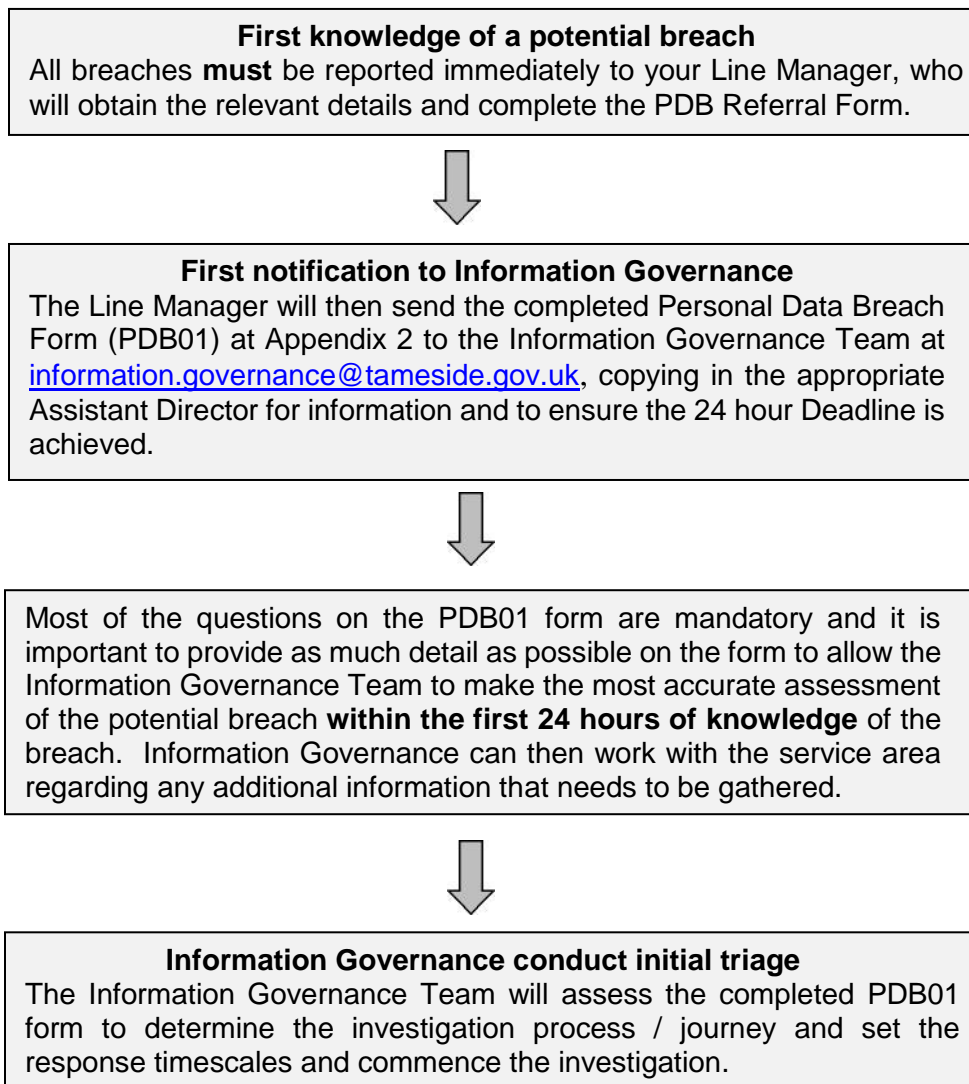 First knowledge of a potential breach
All breaches must be reported immediately to your Line Manager, who
will obtain the relevant details and complete the PDB Referral Form.
First notification to Information Governance
The Line Manager will then send the completed Personal Data Breach
Form (PDB01) at Appendix 2 to the Information Governance Team at
information.governance@tameside.gov.uk, copying in the appropriate
Assistant Director for information and to ensure the 24 hour Deadline is
achieved.
Most of the questions on the PDB01 form are mandatory and it is
important to provide as much detail as possible on the form to allow the
Information Governance Team to make the most accurate assessment
of the potential breach within the first 24 hours of knowledge of the
breach. Information Governance can then work with the service area
regarding any additional information that needs to be gathered.
Information Governance conduct initial triage
The Information Governance Team will assess the completed PDB01
form to determine the investigation process / journey and set the
response timescales and commence the investigation.